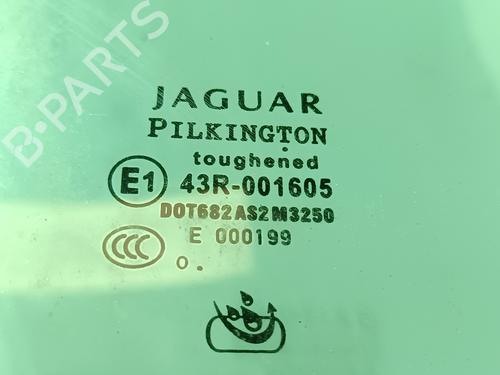 B-PARTS
JAGUAR
PILKINGTON
toughened
E1 43R-001605
DOT682AS2M3250
CCC E 000199
o.